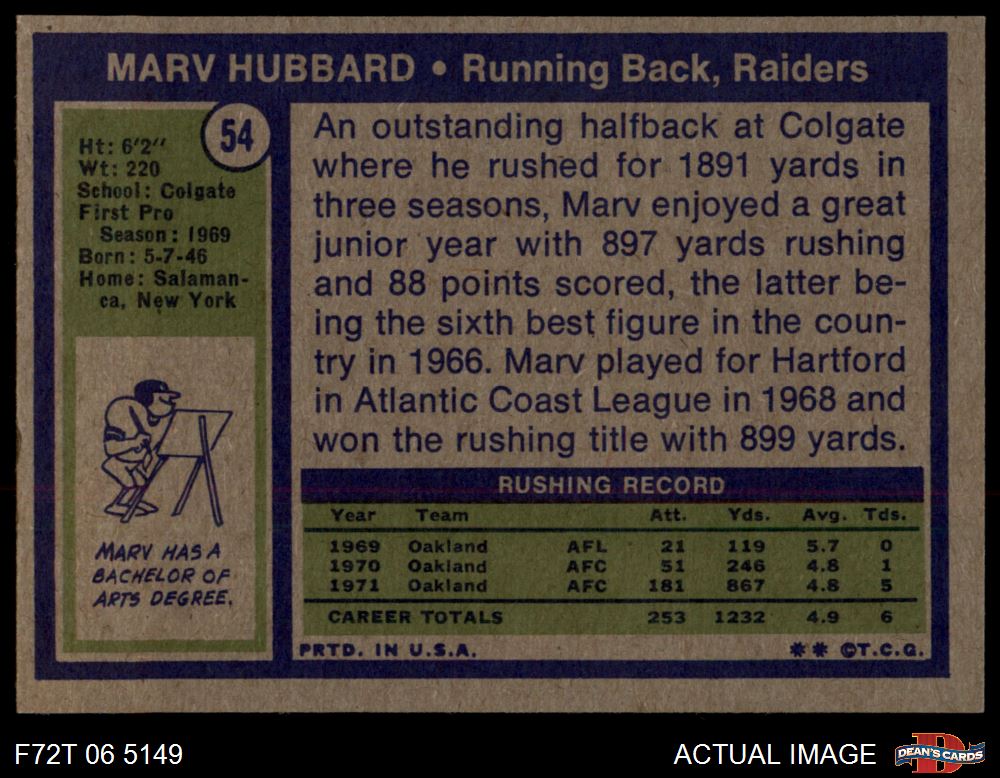 MARV HUBBARD • Running Back, Raiders
54
Ht: 6'2"
Wt: 220
School: Colgate
First Pro
Season: 1969
Born: 5-7-46
Home: Salaman-
ca, New York
MARV HAS A
BACHELOR OF
ARTS DEGREE.
An outstanding halfback at Colgate
where he rushed for 1891 yards in
three seasons, Marv enjoyed a great
junior year with 897 yards rushing
and 88 points scored, the latter be-
ing the sixth best figure in the coun-
try in 1966. Marv played for Hartford
in Atlantic Coast League in 1968 and
won the rushing title with 899 yards.
RUSHING RECORD
Year Team Att. Yds. Avg. Tds.
1969 Oakland AFL 21 119 5.7 0
1970 Oakland AFC 51 246 4.8 1
1971 Oakland AFC 181 867 4.8 5
CAREER TOTALS 253 1232 4.9 6
PRTD. IN U.S.A. ** ©T.C.G.
F72T 06 5149 ACTUAL IMAGE DEAN'S CARDS